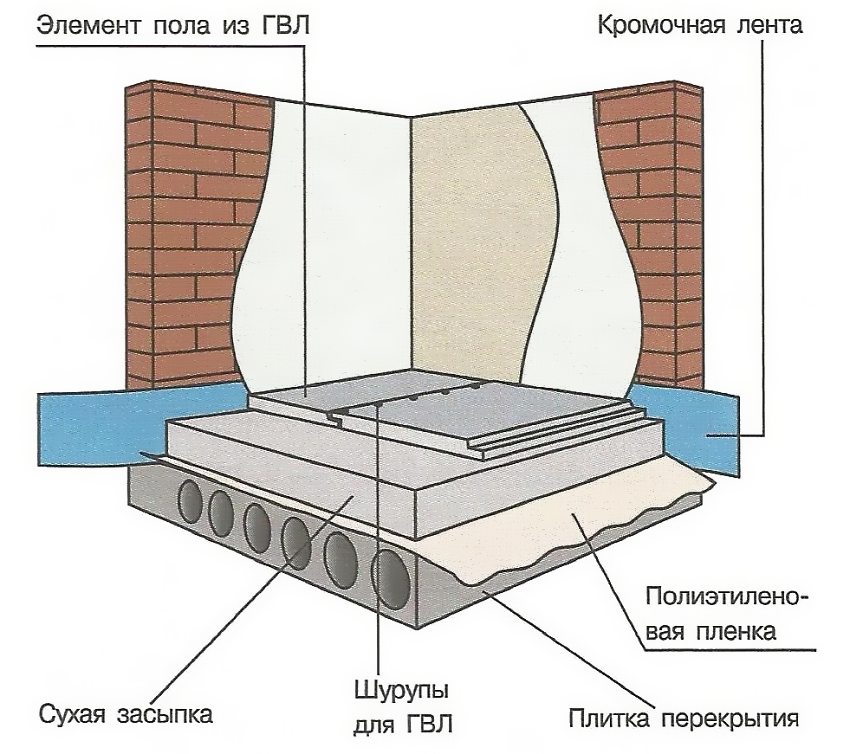 Элемент пола из ГВЛ
Кромочная лента
Полиэтилено-
вая пленка
Сухая засыпка
Шурупы
для ГВЛ
Плитка перекрытия